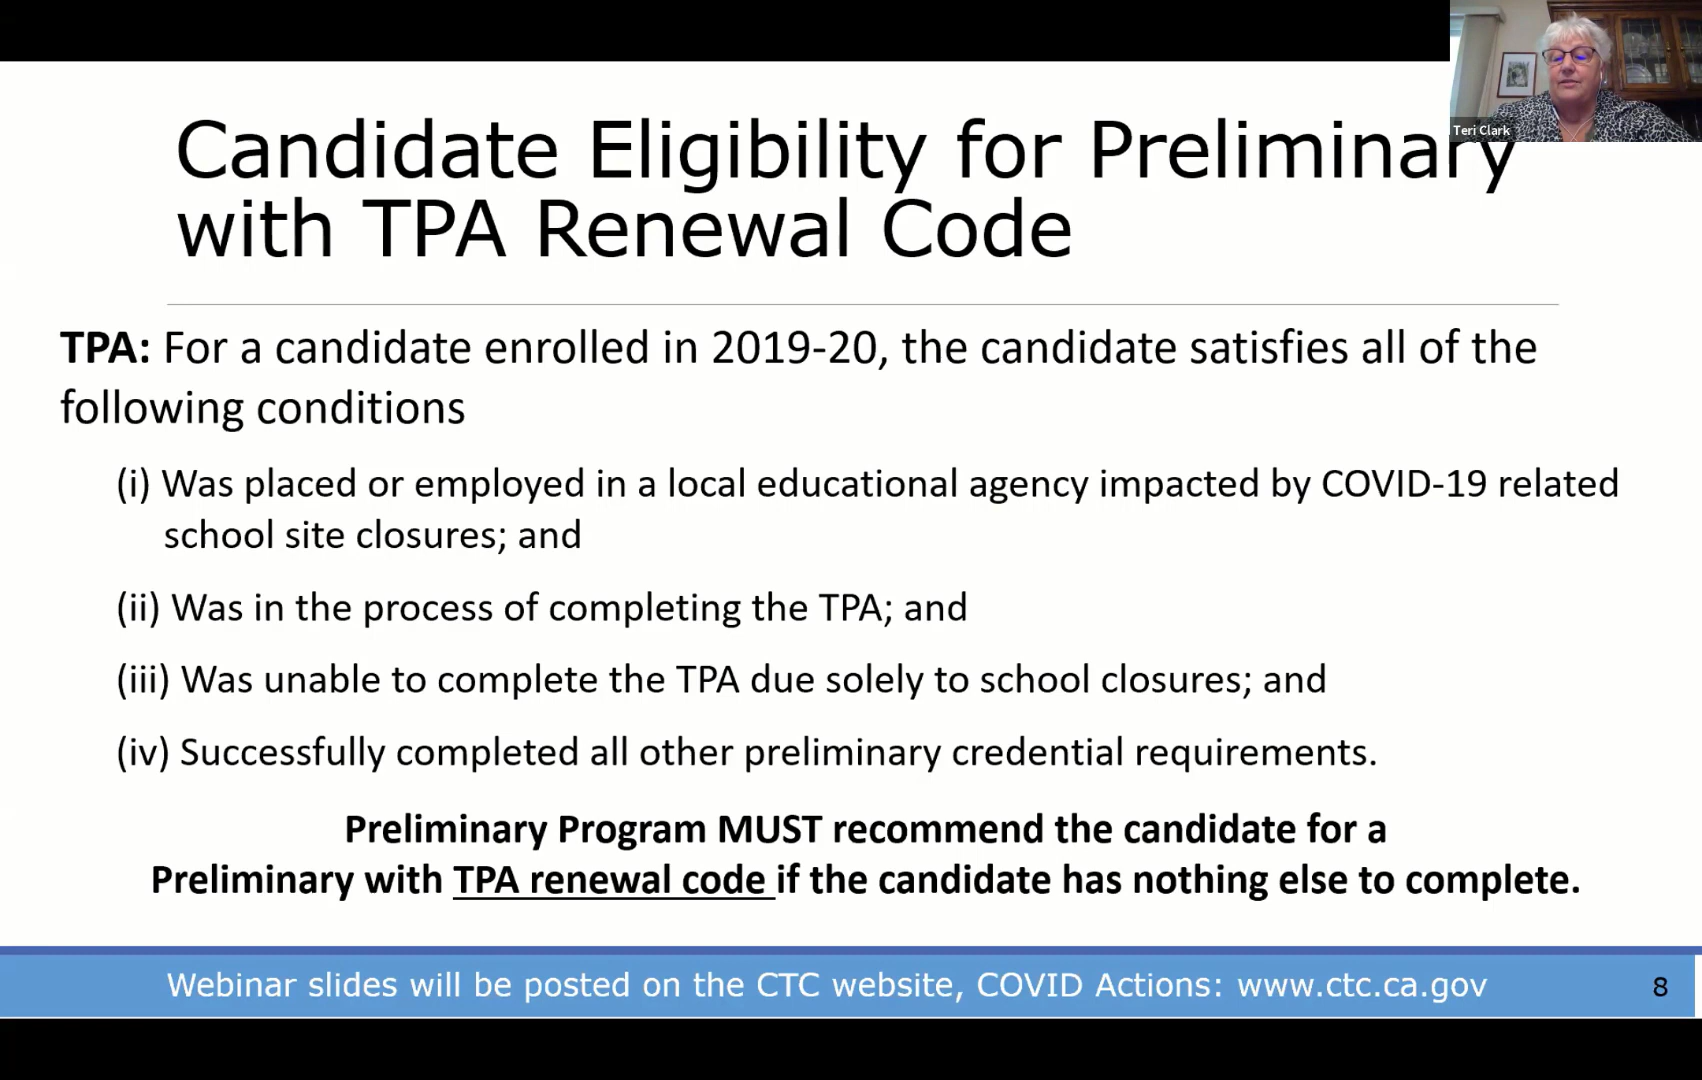 Teri Clark
Candidate Eligibility for Preliminary
with TPA Renewal Code
TPA: For a candidate enrolled in 2019-20, the candidate satisfies all of the
following conditions
(i) Was placed or employed in a local educational agency impacted by COVID-19 related
school site closures; and
(ii) Was in the process of completing the TPA; and
(iii) Was unable to complete the TPA due solely to school closures; and
(iv) Successfully completed all other preliminary credential requirements.
Preliminary Program MUST recommend the candidate for a
Preliminary with TPA renewal code if the candidate has nothing else to complete.
Webinar slides will be posted on the CTC website, COVID Actions: www.ctc.ca.gov
8